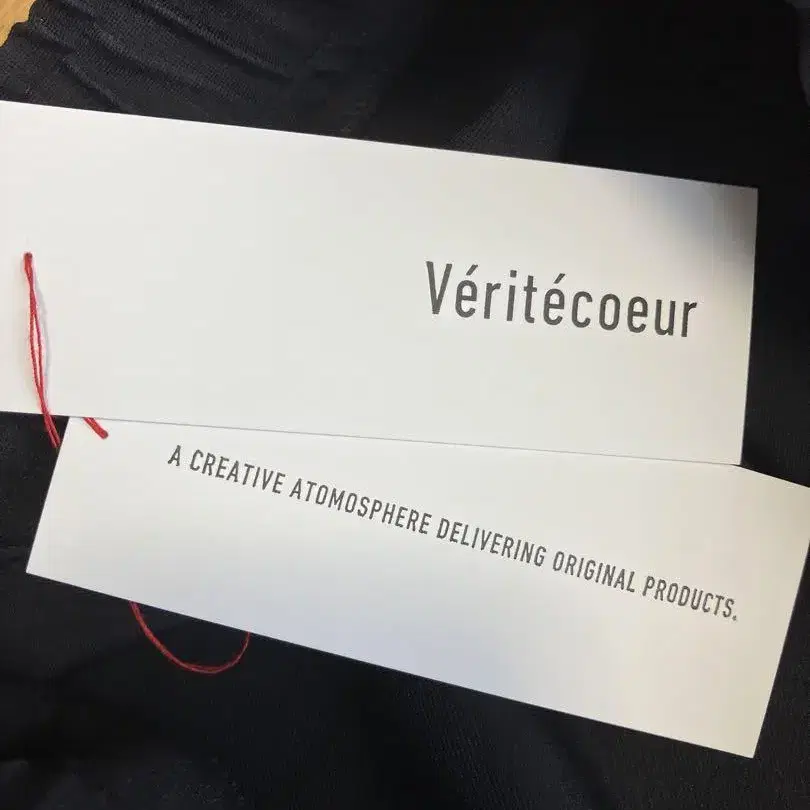 Véritécoeur
A CREATIVE ATOMOSPHERE DELIVERING ORIGINAL PRODUCTS.